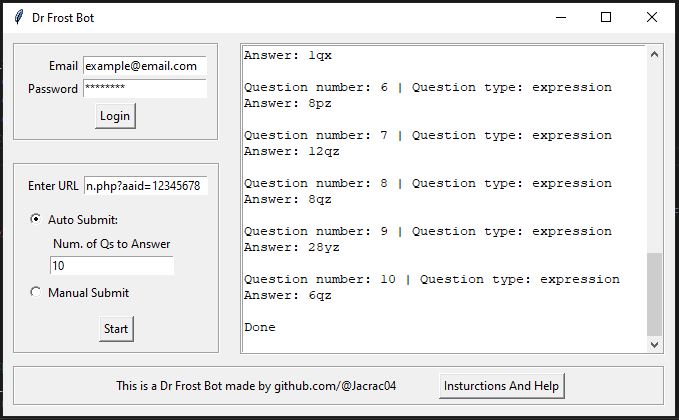 Dr Frost Bot
Email example@email.com
Password ********
Login
Enter URL n.php?aaid=12345678
Auto Submit:
Num. of Qs to Answer
10
Manual Submit
Start
Answer: 1qx
Question number: 6 | Question type: expression
Answer: 8pz
Question number: 7 | Question type: expression
Answer: 12qz
Question number: 8 | Question type: expression
Answer: 8qz
Question number: 9 | Question type: expression
Answer: 28yz
Question number: 10 | Question type: expression
Answer: 6qz
Done
This is a Dr Frost Bot made by github.com/@Jacrac04
Insturctions And Help